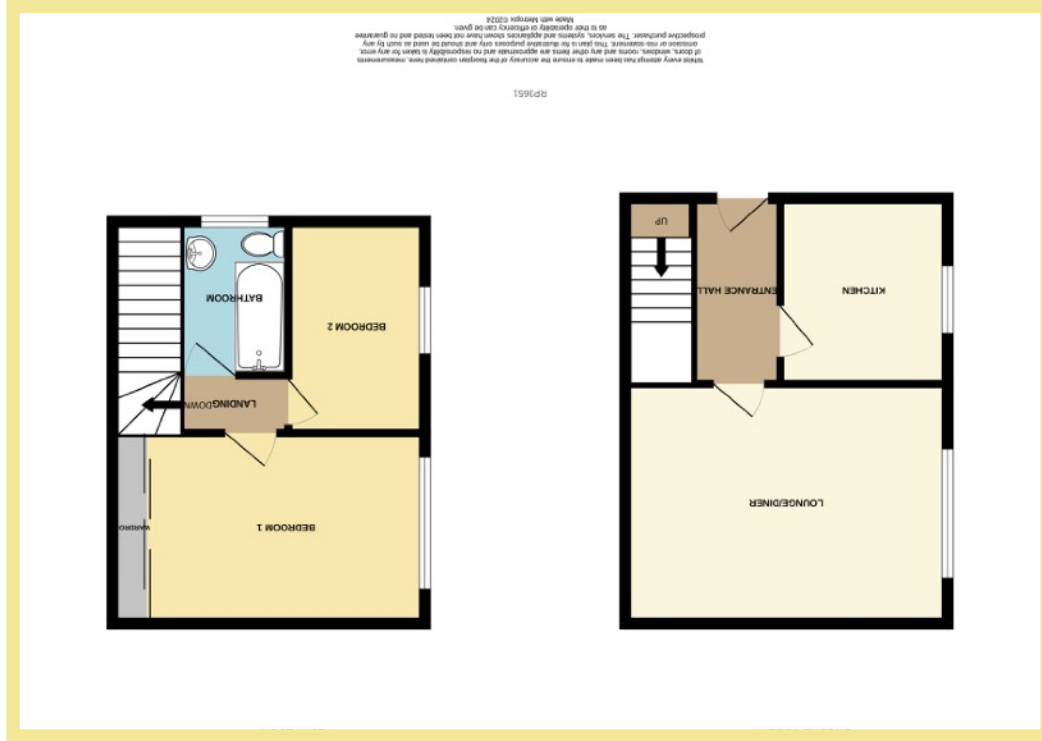 LOUNGE/DINER
KITCHEN
ENTRANCE HALL
UP
BEDROOM 1
WARDRO
LANDING
DOWN
BEDROOM 2
BATHROOM
RP3651
Whilst every attempt has been made to ensure the accuracy of the floorplan contained here, measurements
of doors, windows, rooms and any other items are approximate and no responsibility is taken for any error,
omission or mis-statement. This plan is for illustrative purposes only and should be used as such by any
prospective purchaser. The services, systems and appliances shown have not been tested and no guarantee
as to their operability or efficiency can be given.
Made with Metropix ©2024